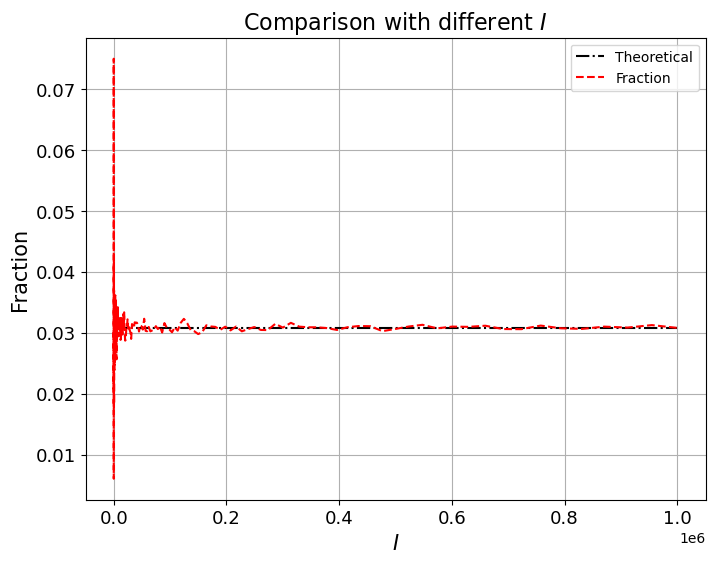 Comparison with different I
Theoretical
Fraction
Fraction
0.07
0.06
0.05
0.04
0.03
0.02
0.01
0.0 0.2 0.4 0.6 0.8 1.0
1e6
I